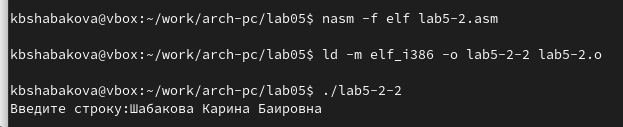 kbshabakova@vbox:~/work/arch-pc/lab05$ nasm -f elf lab5-2.asm
kbshabakova@vbox:~/work/arch-pc/lab05$ ld -m elf_i386 -o lab5-2-2 lab5-2.o
kbshabakova@vbox:~/work/arch-pc/lab05$ ./lab5-2-2
Введите строку:Шабакова Карина Баировна